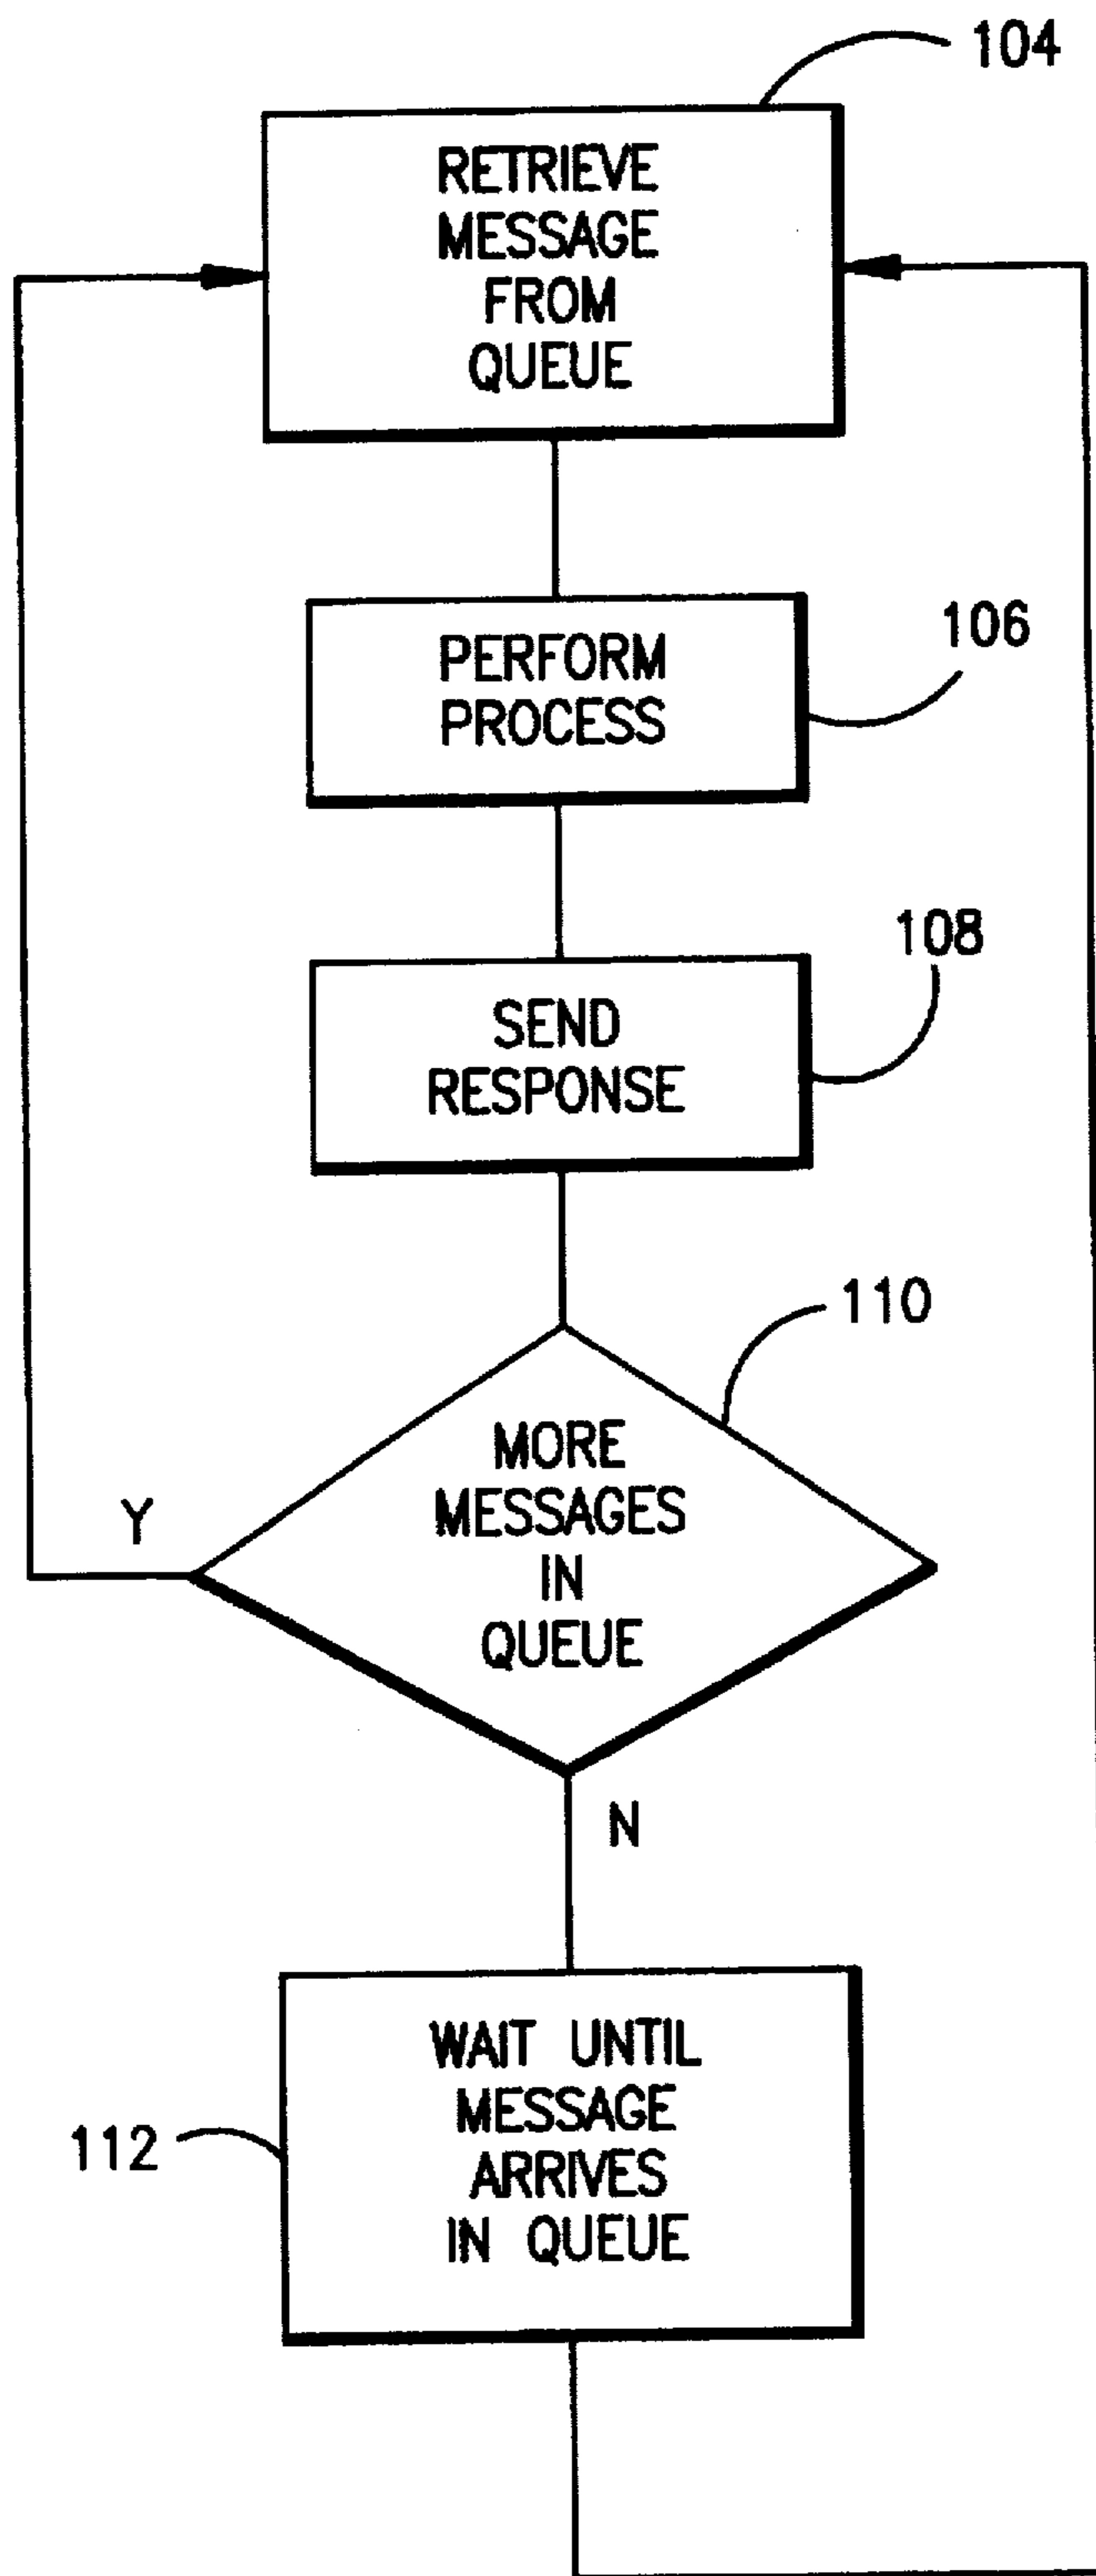 104
RETRIEVE
MESSAGE
FROM
QUEUE
106
PERFORM
PROCESS
108
SEND
RESPONSE
110
MORE
MESSAGES
IN
QUEUE
Y
N
112
WAIT UNTIL
MESSAGE
ARRIVES
IN QUEUE